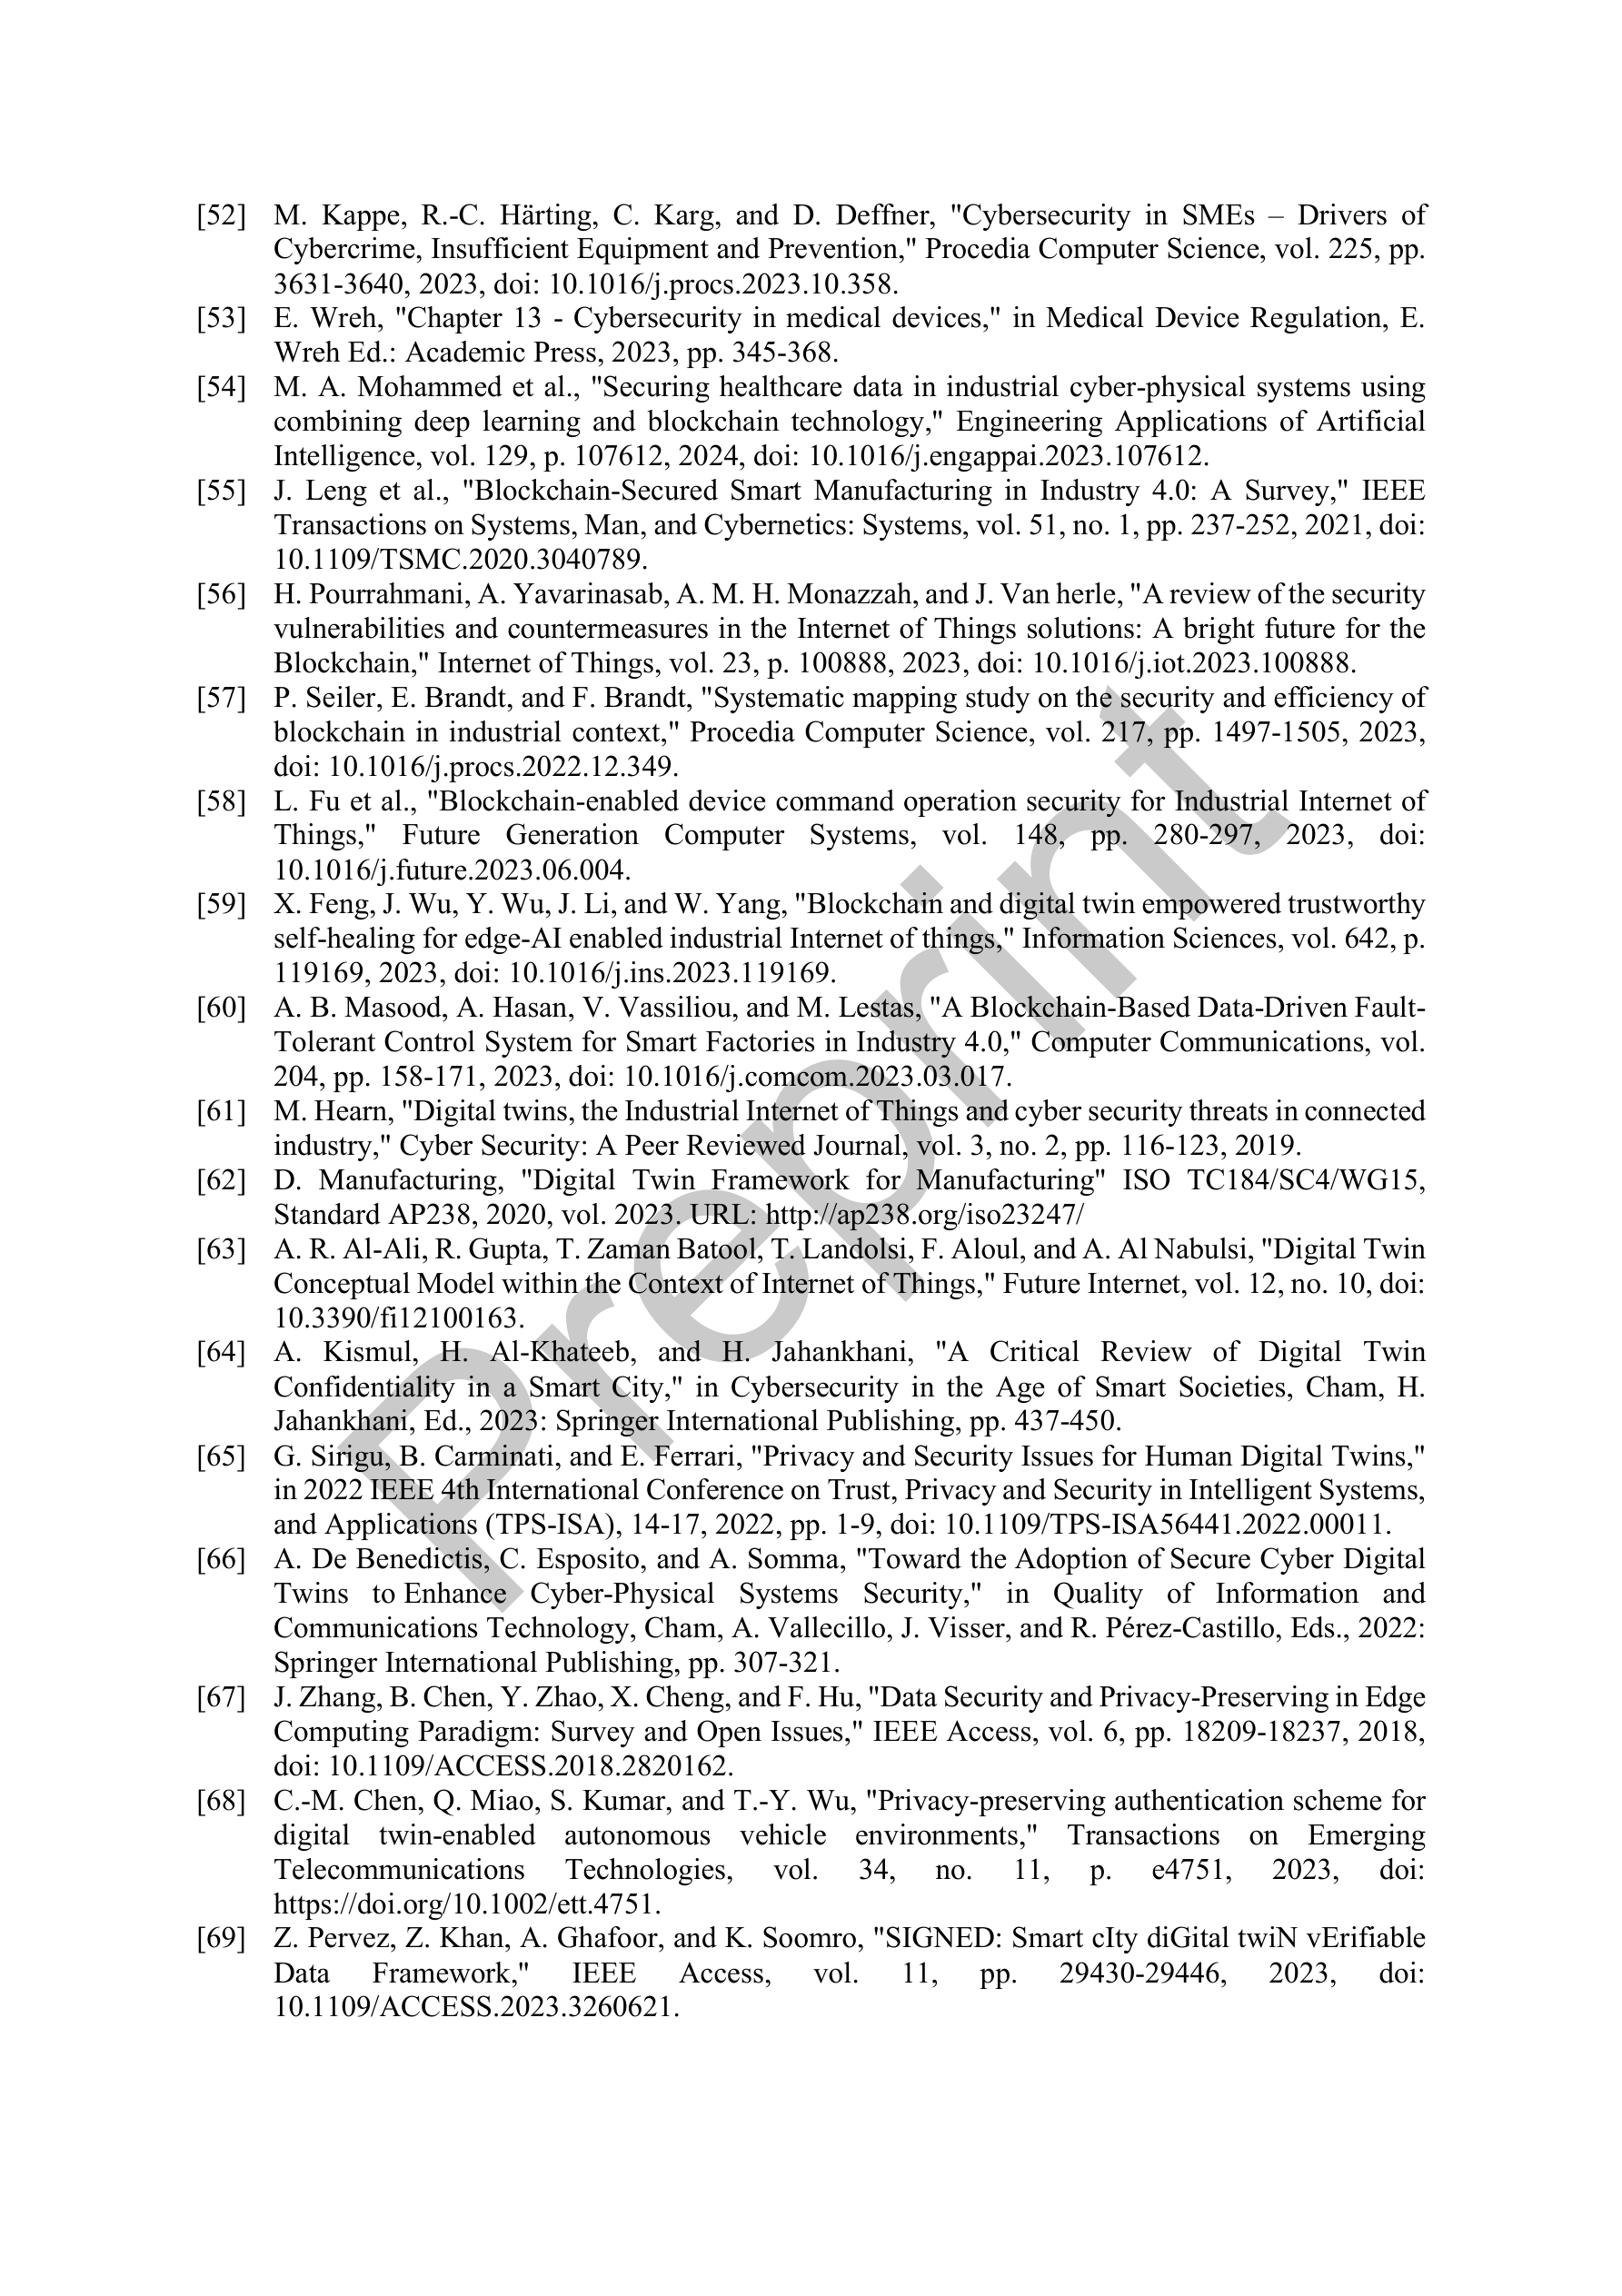 [52] M. Kappe, R.-C. Härting, C. Karg, and D. Deffner, "Cybersecurity in SMEs – Drivers of
Cybercrime, Insufficient Equipment and Prevention," Procedia Computer Science, vol. 225, pp.
3631-3640, 2023, doi: 10.1016/j.procs.2023.10.358.
[53] E. Wreh, "Chapter 13 - Cybersecurity in medical devices," in Medical Device Regulation, E.
Wreh Ed.: Academic Press, 2023, pp. 345-368.
[54] M. A. Mohammed et al., "Securing healthcare data in industrial cyber-physical systems using
combining deep learning and blockchain technology," Engineering Applications of Artificial
Intelligence, vol. 129, p. 107612, 2024, doi: 10.1016/j.engappai.2023.107612.
[55] J. Leng et al., "Blockchain-Secured Smart Manufacturing in Industry 4.0: A Survey," IEEE
Transactions on Systems, Man, and Cybernetics: Systems, vol. 51, no. 1, pp. 237-252, 2021, doi:
10.1109/TSMC.2020.3040789.
[56] H. Pourrahmani, A. Yavarinasab, A. M. H. Monazzah, and J. Van herle, "A review of the security
vulnerabilities and countermeasures in the Internet of Things solutions: A bright future for the
Blockchain," Internet of Things, vol. 23, p. 100888, 2023, doi: 10.1016/j.iot.2023.100888.
[57] P. Seiler, E. Brandt, and F. Brandt, "Systematic mapping study on the security and efficiency of
blockchain in industrial context," Procedia Computer Science, vol. 217, pp. 1497-1505, 2023,
doi: 10.1016/j.procs.2022.12.349.
[58] L. Fu et al., "Blockchain-enabled device command operation security for Industrial Internet of
Things," Future Generation Computer Systems, vol. 148, pp. 280-297, 2023, doi:
10.1016/j.future.2023.06.004.
[59] X. Feng, J. Wu, Y. Wu, J. Li, and W. Yang, "Blockchain and digital twin empowered trustworthy
self-healing for edge-AI enabled industrial Internet of things," Information Sciences, vol. 642, p.
119169, 2023, doi: 10.1016/j.ins.2023.119169.
[60] A. B. Masood, A. Hasan, V. Vassiliou, and M. Lestas, "A Blockchain-Based Data-Driven Fault-
Tolerant Control System for Smart Factories in Industry 4.0," Computer Communications, vol.
204, pp. 158-171, 2023, doi: 10.1016/j.comcom.2023.03.017.
[61] M. Hearn, "Digital twins, the Industrial Internet of Things and cyber security threats in connected
industry," Cyber Security: A Peer Reviewed Journal, vol. 3, no. 2, pp. 116-123, 2019.
[62] D. Manufacturing, "Digital Twin Framework for Manufacturing" ISO TC184/SC4/WG15,
Standard AP238, 2020, vol. 2023. URL: http://ap238.org/iso23247/
[63] A. R. Al-Ali, R. Gupta, T. Zaman Batool, T. Landolsi, F. Aloul, and A. Al Nabulsi, "Digital Twin
Conceptual Model within the Context of Internet of Things," Future Internet, vol. 12, no. 10, doi:
10.3390/fi12100163.
[64] A. Kismul, H. Al-Khateeb, and H. Jahankhani, "A Critical Review of Digital Twin
Confidentiality in a Smart City," in Cybersecurity in the Age of Smart Societies, Cham, H.
Jahankhani, Ed., 2023: Springer International Publishing, pp. 437-450.
[65] G. Sirigu, B. Carminati, and E. Ferrari, "Privacy and Security Issues for Human Digital Twins,"
in 2022 IEEE 4th International Conference on Trust, Privacy and Security in Intelligent Systems,
and Applications (TPS-ISA), 14-17, 2022, pp. 1-9, doi: 10.1109/TPS-ISA56441.2022.00011.
[66] A. De Benedictis, C. Esposito, and A. Somma, "Toward the Adoption of Secure Cyber Digital
Twins to Enhance Cyber-Physical Systems Security," in Quality of Information and
Communications Technology, Cham, A. Vallecillo, J. Visser, and R. Pérez-Castillo, Eds., 2022:
Springer International Publishing, pp. 307-321.
[67] J. Zhang, B. Chen, Y. Zhao, X. Cheng, and F. Hu, "Data Security and Privacy-Preserving in Edge
Computing Paradigm: Survey and Open Issues," IEEE Access, vol. 6, pp. 18209-18237, 2018,
doi: 10.1109/ACCESS.2018.2820162.
[68] C.-M. Chen, Q. Miao, S. Kumar, and T.-Y. Wu, "Privacy-preserving authentication scheme for
digital twin-enabled autonomous vehicle environments," Transactions on Emerging
Telecommunications Technologies, vol. 34, no. 11, p. e4751, 2023, doi:
https://doi.org/10.1002/ett.4751.
[69] Z. Pervez, Z. Khan, A. Ghafoor, and K. Soomro, "SIGNED: Smart cIty diGital twiN vErifiable
Data Framework," IEEE Access, vol. 11, pp. 29430-29446, 2023, doi:
10.1109/ACCESS.2023.3260621.
Preprint